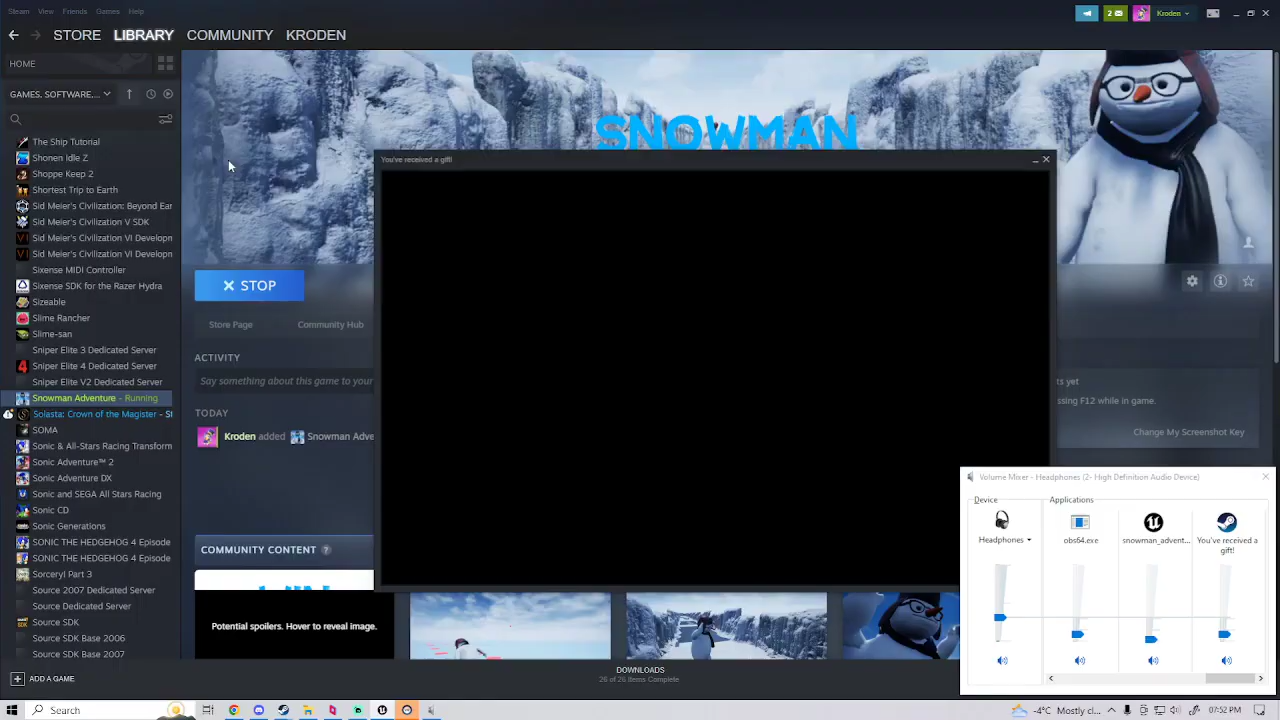 Steam View Friends Games Help
2
Kroden
STORE LIBRARY COMMUNITY KRODEN
HOME
GAMES, SOFTWARE...
The Ship Tutorial
Shonen Idle Z
Shoppe Keep 2
Shortest Trip to Earth
Sid Meier's Civilization: Beyond Ear
Sid Meier's Civilization V SDK
Sid Meier's Civilization VI Developm
Sid Meier's Civilization VI Developm
Sixense MIDI Controller
Sixense SDK for the Razer Hydra
Sizeable
Slime Rancher
Slime-san
Sniper Elite 3 Dedicated Server
Sniper Elite 4 Dedicated Server
Sniper Elite V2 Dedicated Server
Snowman Adventure - Running
Solasta: Crown of the Magister - St
SOMA
Sonic & All-Stars Racing Transform
Sonic Adventure™ 2
Sonic Adventure DX
Sonic and SEGA All Stars Racing
Sonic CD
Sonic Generations
SONIC THE HEDGEHOG 4 Episode
SONIC THE HEDGEHOG 4 Episode
Sorceryl Part 3
Source 2007 Dedicated Server
Source Dedicated Server
Source SDK
Source SDK Base 2006
Source SDK Base 2007
ADD A GAME
SNOWMAN
You've received a gift!
STOP
Store Page Community Hub
ACTIVITY
Say something about this game to your
TODAY
Kroden added Snowman Adve
COMMUNITY CONTENT ?
Potential spoilers. Hover to reveal image.
ts yet
ssing F12 while in game.
Change My Screenshot Key
DOWNLOADS
26 of 26 Items Complete
Volume Mixer - Headphones (2- High Definition Audio Device)
Device Applications
Headphones
obs64.exe
snowman_advent...
You've received a
gift!
Search
-4°C Mostly... 07:52 PM